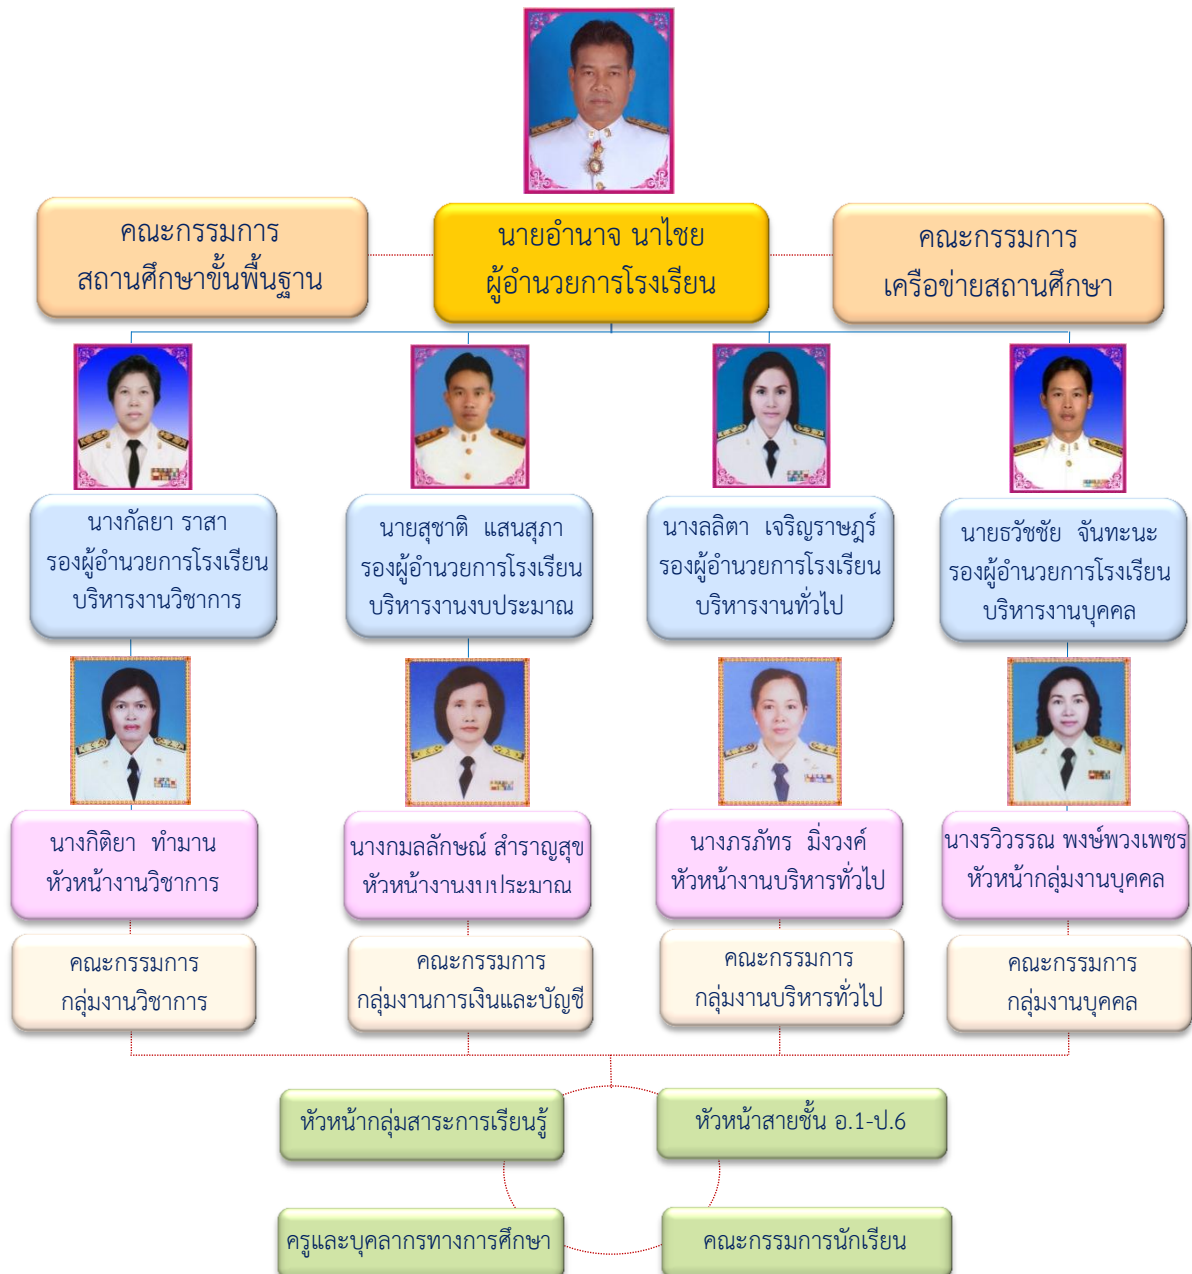 คณะกรรมการ
สถานศึกษาขั้นพื้นฐาน
นายอำนาจ นาไชย
ผู้อำนวยการโรงเรียน
คณะกรรมการ
เครือข่ายสถานศึกษา
นางกัลยา ราสา
รองผู้อำนวยการโรงเรียน
บริหารงานวิชาการ
นายสุชาติ แสนสุภา
รองผู้อำนวยการโรงเรียน
บริหารงานงบประมาณ
นางลลิตา เจริญราษฎร์
รองผู้อำนวยการโรงเรียน
บริหารงานทั่วไป
นายธวัชชัย จันทะนะ
รองผู้อำนวยการโรงเรียน
บริหารงานบุคคล
นางกิติยา ทำมาน
หัวหน้างานวิชาการ
นางกมลลักษณ์ สำราญสุข
หัวหน้างานงบประมาณ
นางภรภัทร มิ่งวงค์
หัวหน้างานบริหารทั่วไป
นางรวิวรรณ พงษ์พวงเพชร
หัวหน้ากลุ่มงานบุคคล
คณะกรรมการ
กลุ่มงานวิชาการ
คณะกรรมการ
กลุ่มงานการเงินและบัญชี
คณะกรรมการ
กลุ่มงานบริหารทั่วไป
คณะกรรมการ
กลุ่มงานบุคคล
หัวหน้ากลุ่มสาระการเรียนรู้
หัวหน้าสายชั้น อ.1-ป.6
ครูและบุคลากรทางการศึกษา
คณะกรรมการนักเรียน